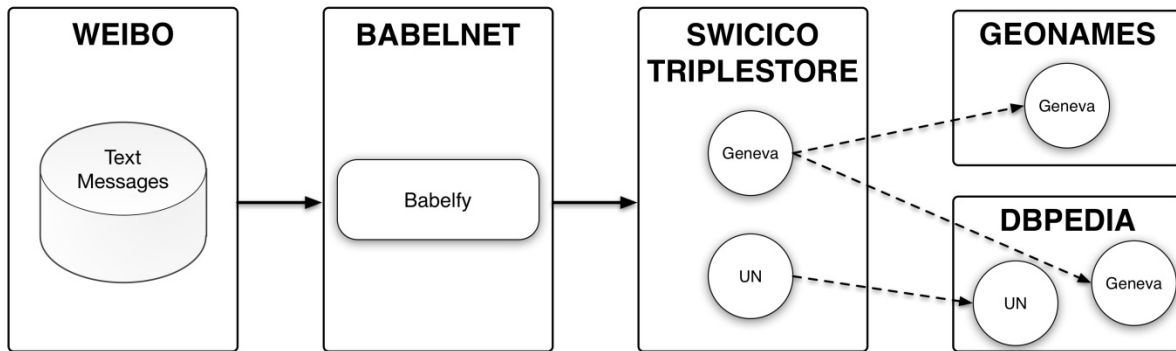 WEIBO
Text
Messages
BABELNET
Babelfy
SWICICO
TRIPLESTORE
Geneva
UN
GEONAMES
Geneva
DBPEDIA
UN
Geneva